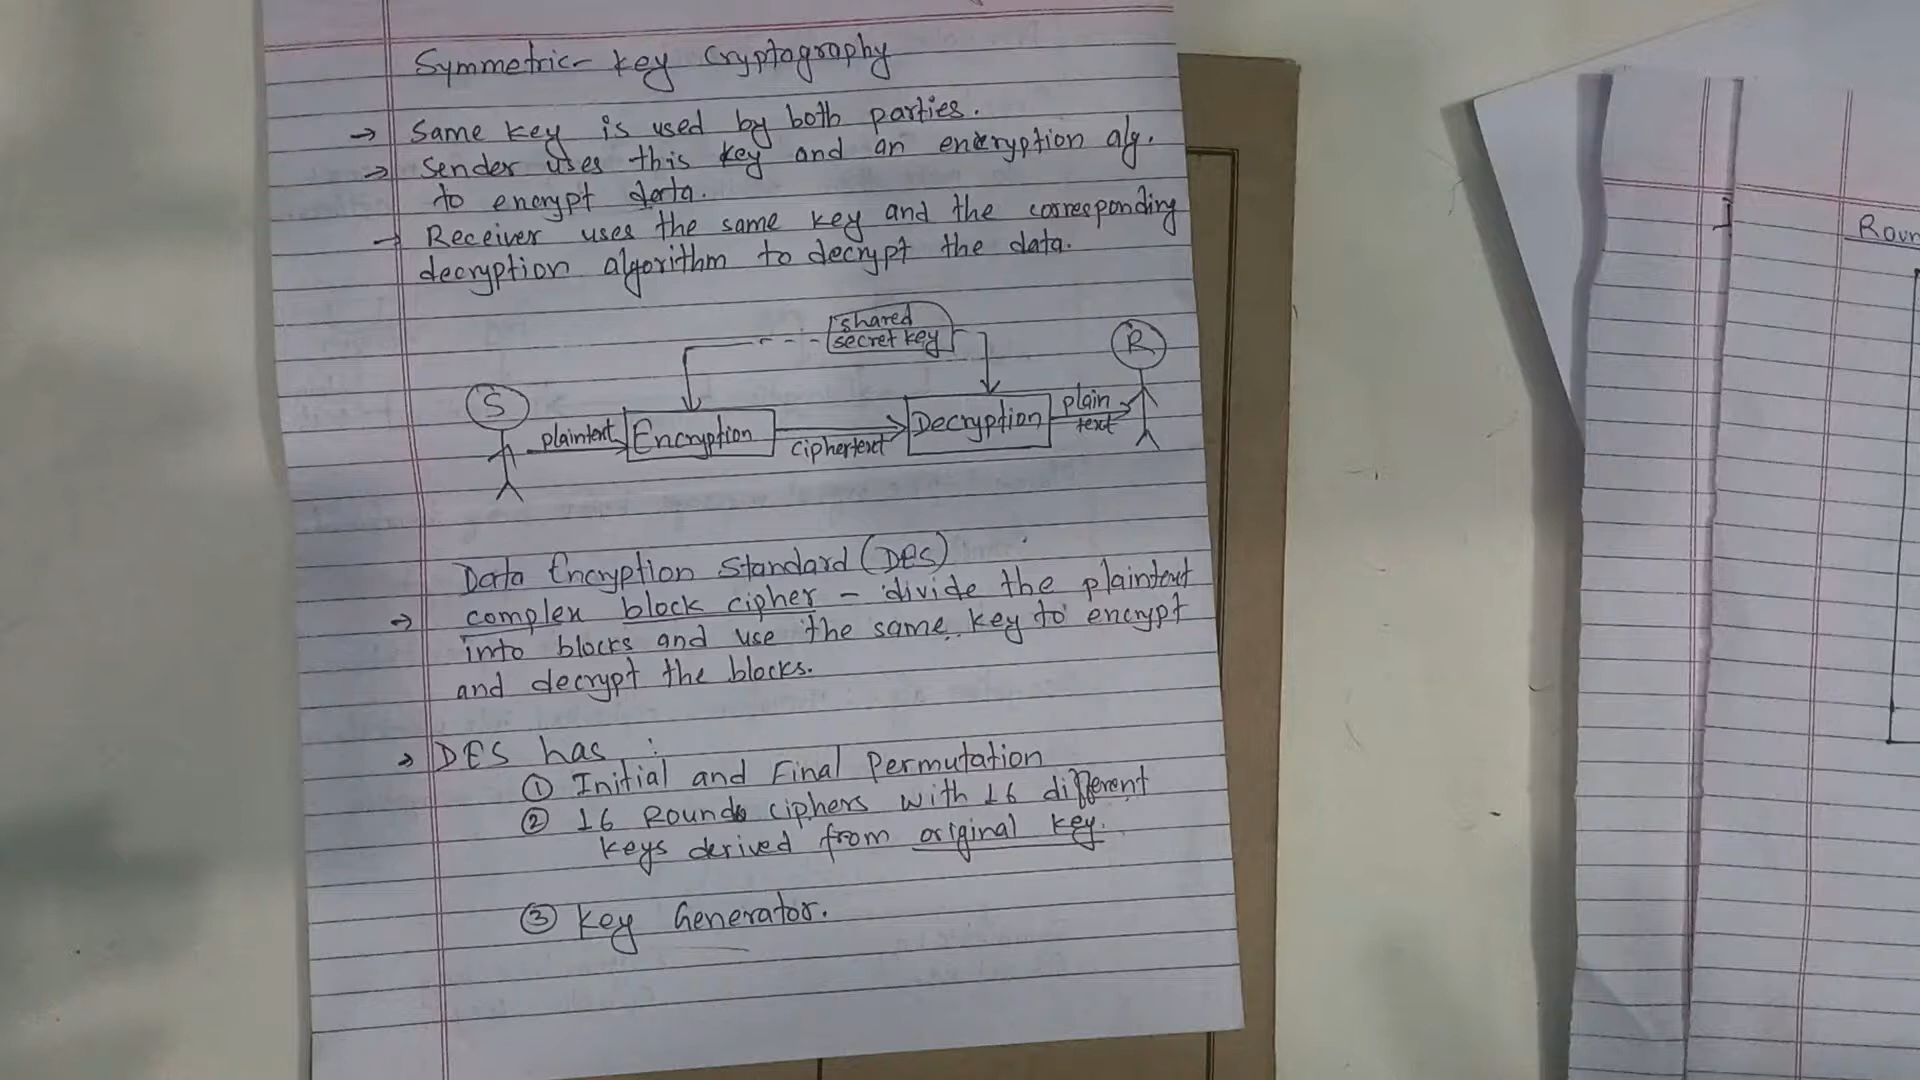 Symmetric-key cryptography
→ Same key is used by both parties.
→ Sender uses this key and an encryption alg.
to encrypt data.
→ Receiver uses the same key and the corresponding
decryption algorithm to decrypt the data.
shared
secret key
S
plaintext
Encryption
ciphertext
Decryption
plain
text
R
Data Encryption Standard (DES)
→ complex block cipher - divide the plaintext
into blocks and use the same key to encrypt
and decrypt the blocks.
→ DES has :
① Initial and Final Permutation
② 16 Rounds ciphers with 16 different
keys derived from original key.
③ Key Generator.